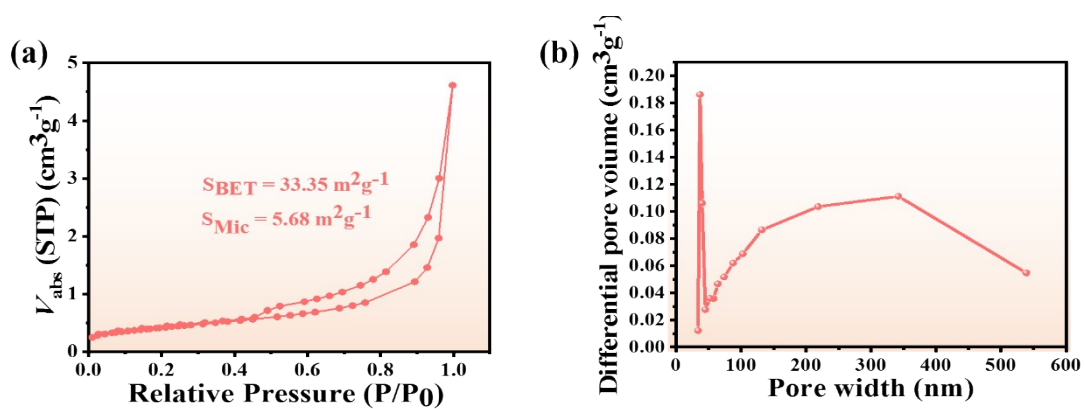 (a)
5
4
3
2
1
0
V_abs (STP) (cm³g⁻¹)
S_BET = 33.35 m²g⁻¹
S_Mic = 5.68 m²g⁻¹
0.0 0.2 0.4 0.6 0.8 1.0
Relative Pressure (P/P0)
(b)
0.20
0.18
0.16
0.14
0.12
0.10
0.08
0.06
0.04
0.02
0.00
Differential pore voiume (cm³g⁻¹)
0 100 200 300 400 500 600
Pore width (nm)